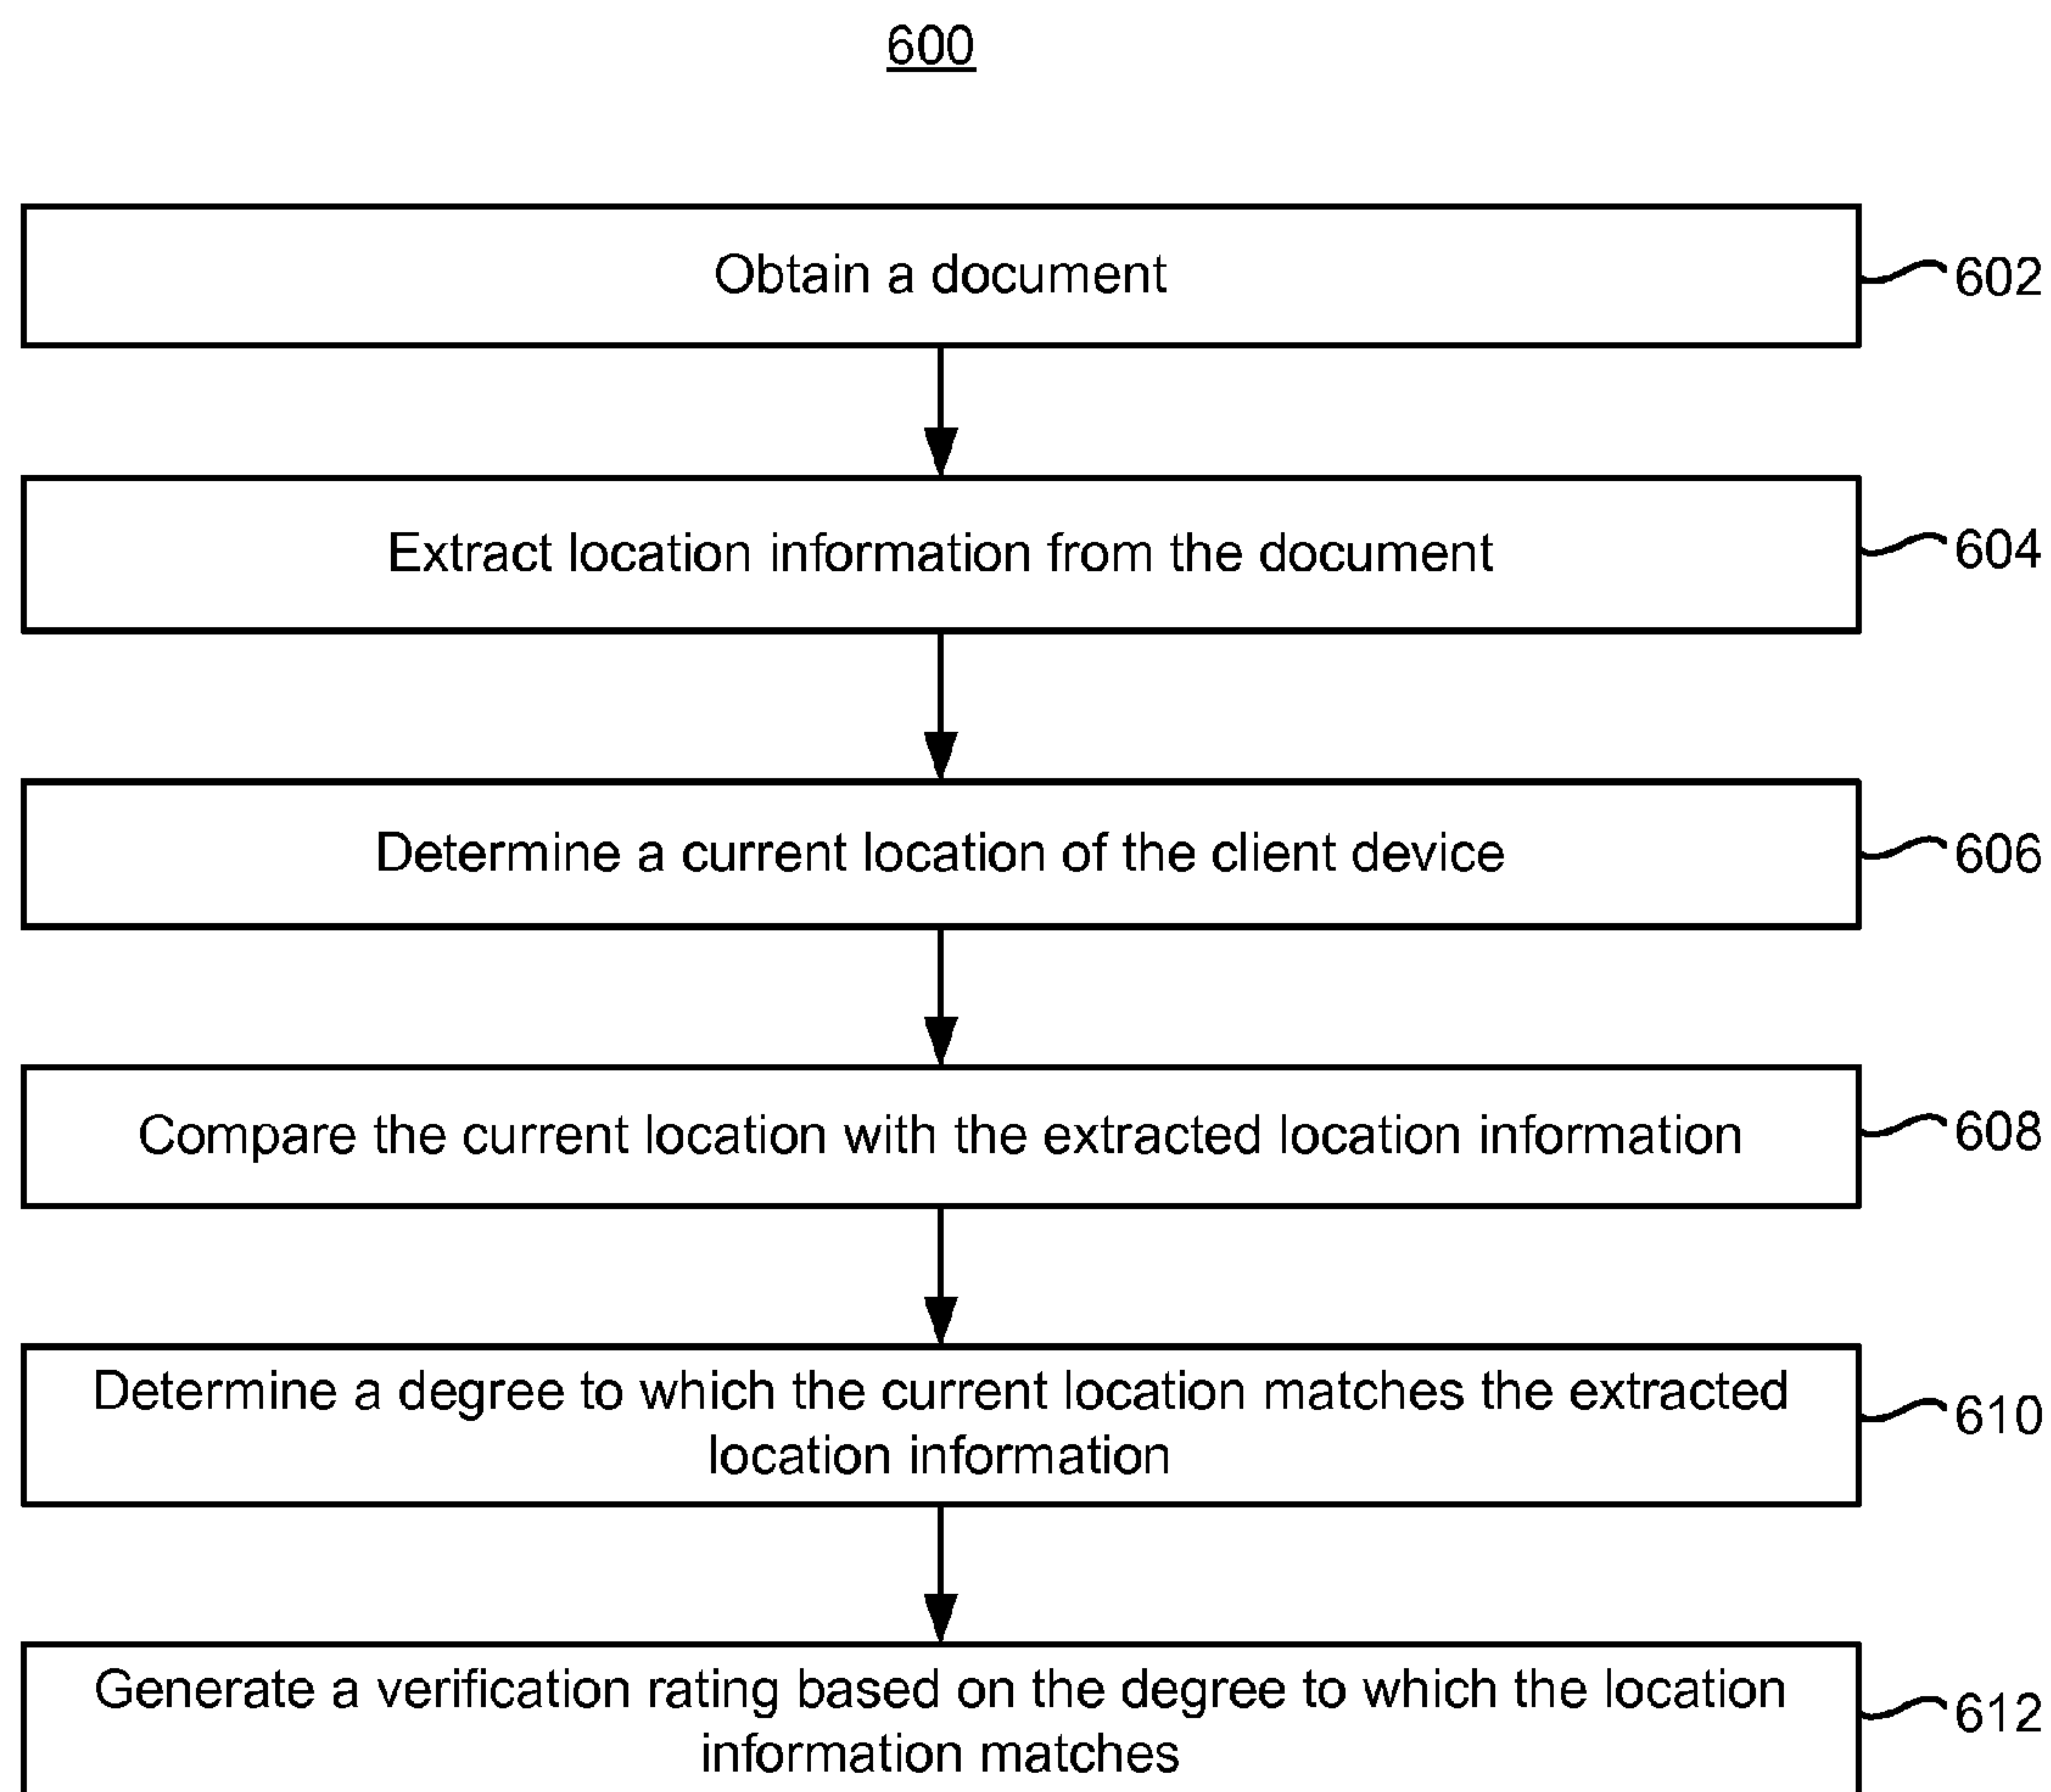 600
Obtain a document
602
Extract location information from the document
604
Determine a current location of the client device
606
Compare the current location with the extracted location information
608
Determine a degree to which the current location matches the extracted
location information
610
Generate a verification rating based on the degree to which the location
information matches
612